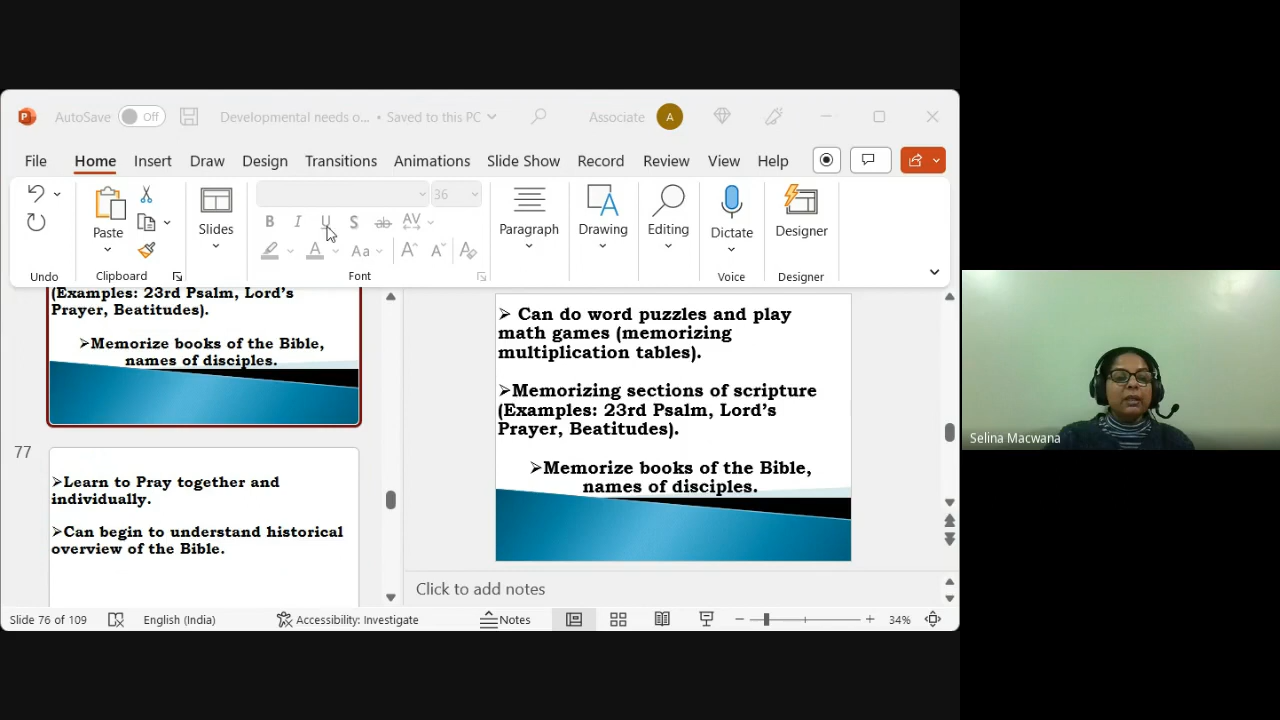 AutoSave Off Developmental needs o... • Saved to this PC Associate A
File Home Insert Draw Design Transitions Animations Slide Show Record Review View Help
36
Paste Slides B I U S ab AV Paragraph Drawing Editing Dictate Designer
A Aa A A A
Undo Clipboard Font Voice Designer
(Examples: 23rd Psalm, Lord's
Prayer, Beatitudes).
➢Memorize books of the Bible,
names of disciples.
77
➢Learn to Pray together and
individually.
➢Can begin to understand historical
overview of the Bible.
➢ Can do word puzzles and play
math games (memorizing
multiplication tables).
➢Memorizing sections of scripture
(Examples: 23rd Psalm, Lord's
Prayer, Beatitudes).
➢Memorize books of the Bible,
names of disciples.
Click to add notes
Slide 76 of 109 English (India) Accessibility: Investigate Notes 34%
Selina Macwana